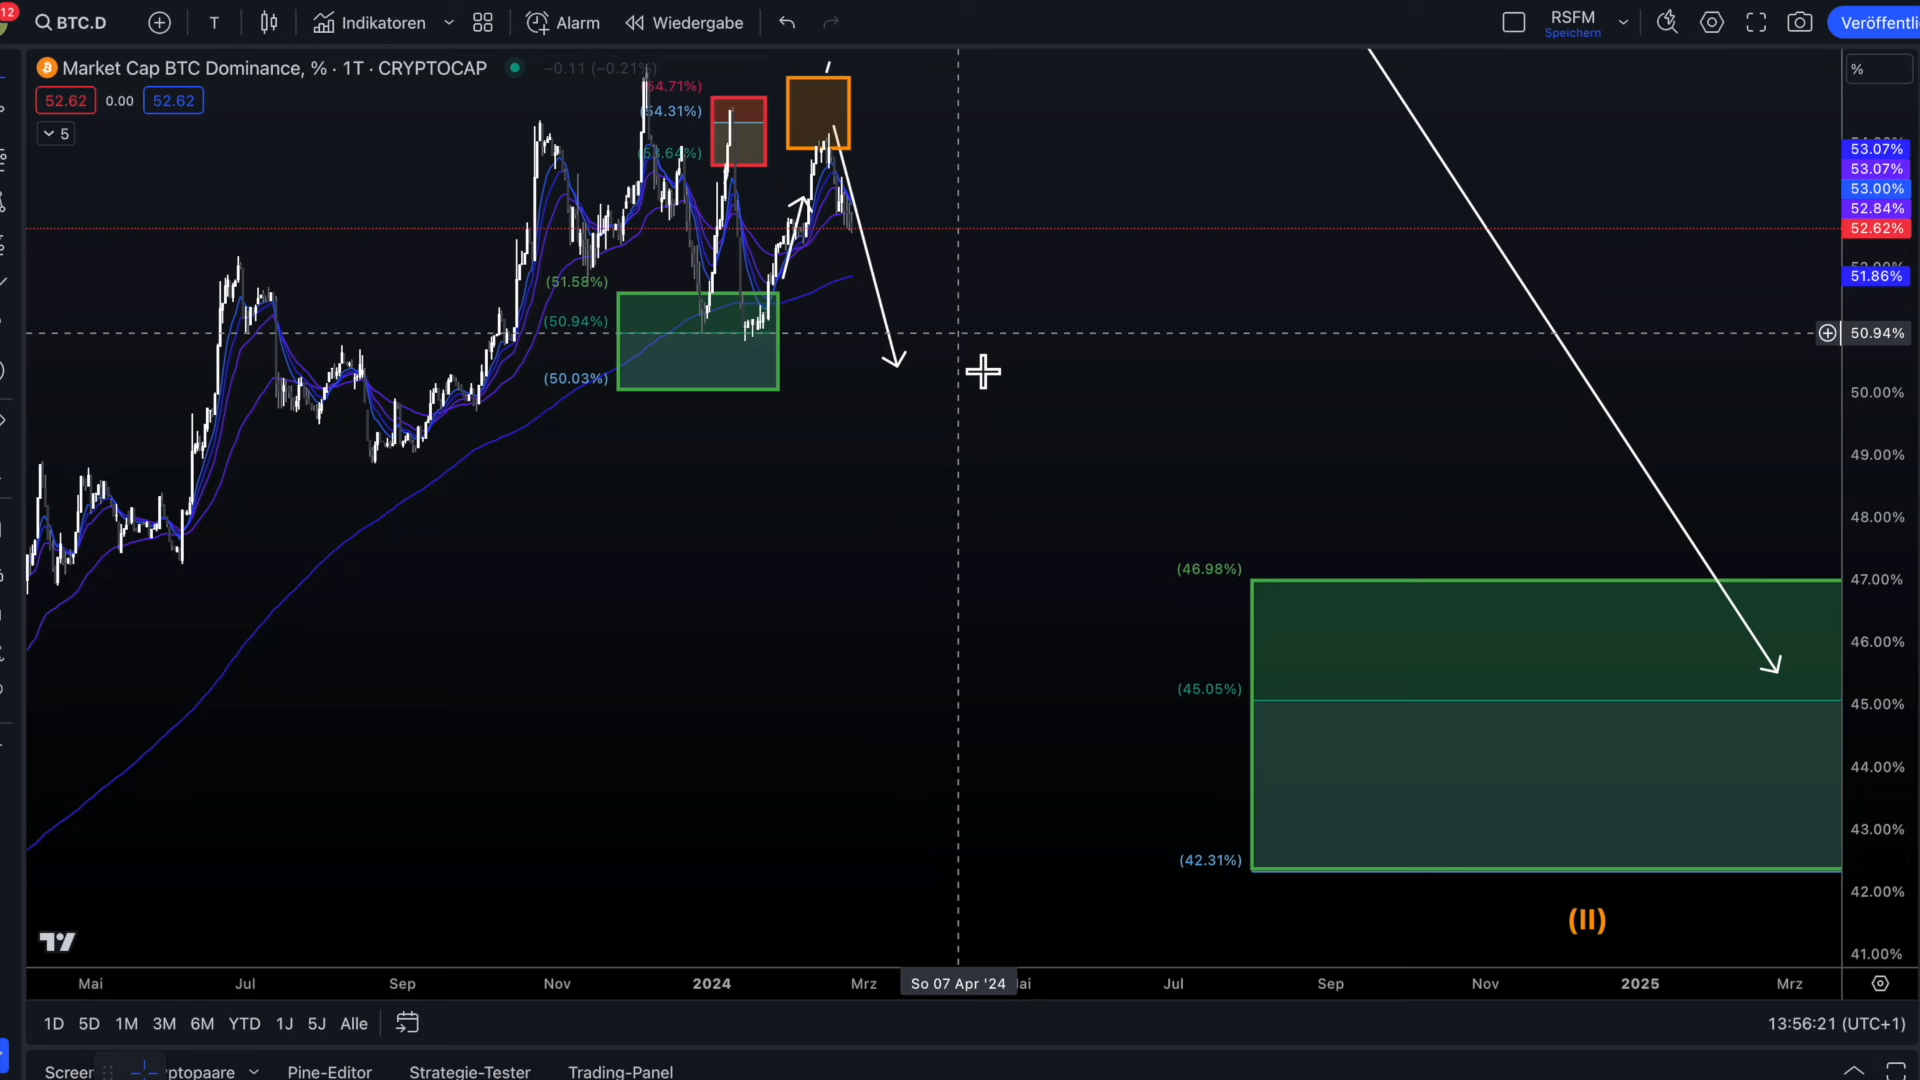 12
BTC.D
T
Indikatoren
Alarm
Wiedergabe
RSFM
Speichern
Market Cap BTC Dominance, % · 1T · CRYPTOCAP
−0.11 (−0.21%)
%
52.62
0.00
52.62
5
(54.31%)
(51.58%)
(50.94%)
(50.03%)
53.07%
53.07%
53.00%
52.84%
52.62%
51.86%
50.94%
50.00%
49.00%
48.00%
47.00%
46.00%
45.00%
44.00%
43.00%
42.00%
41.00%
(46.98%)
(45.05%)
(42.31%)
(II)
Mai
Jul
Sep
Nov
2024
Mrz
So 07 Apr '24
Jul
Sep
Nov
2025
Mrz
1D 5D 1M 3M 6M YTD 1J 5J Alle
13:56:21 (UTC+1)
Pine-Editor
Strategie-Tester
Trading-Panel